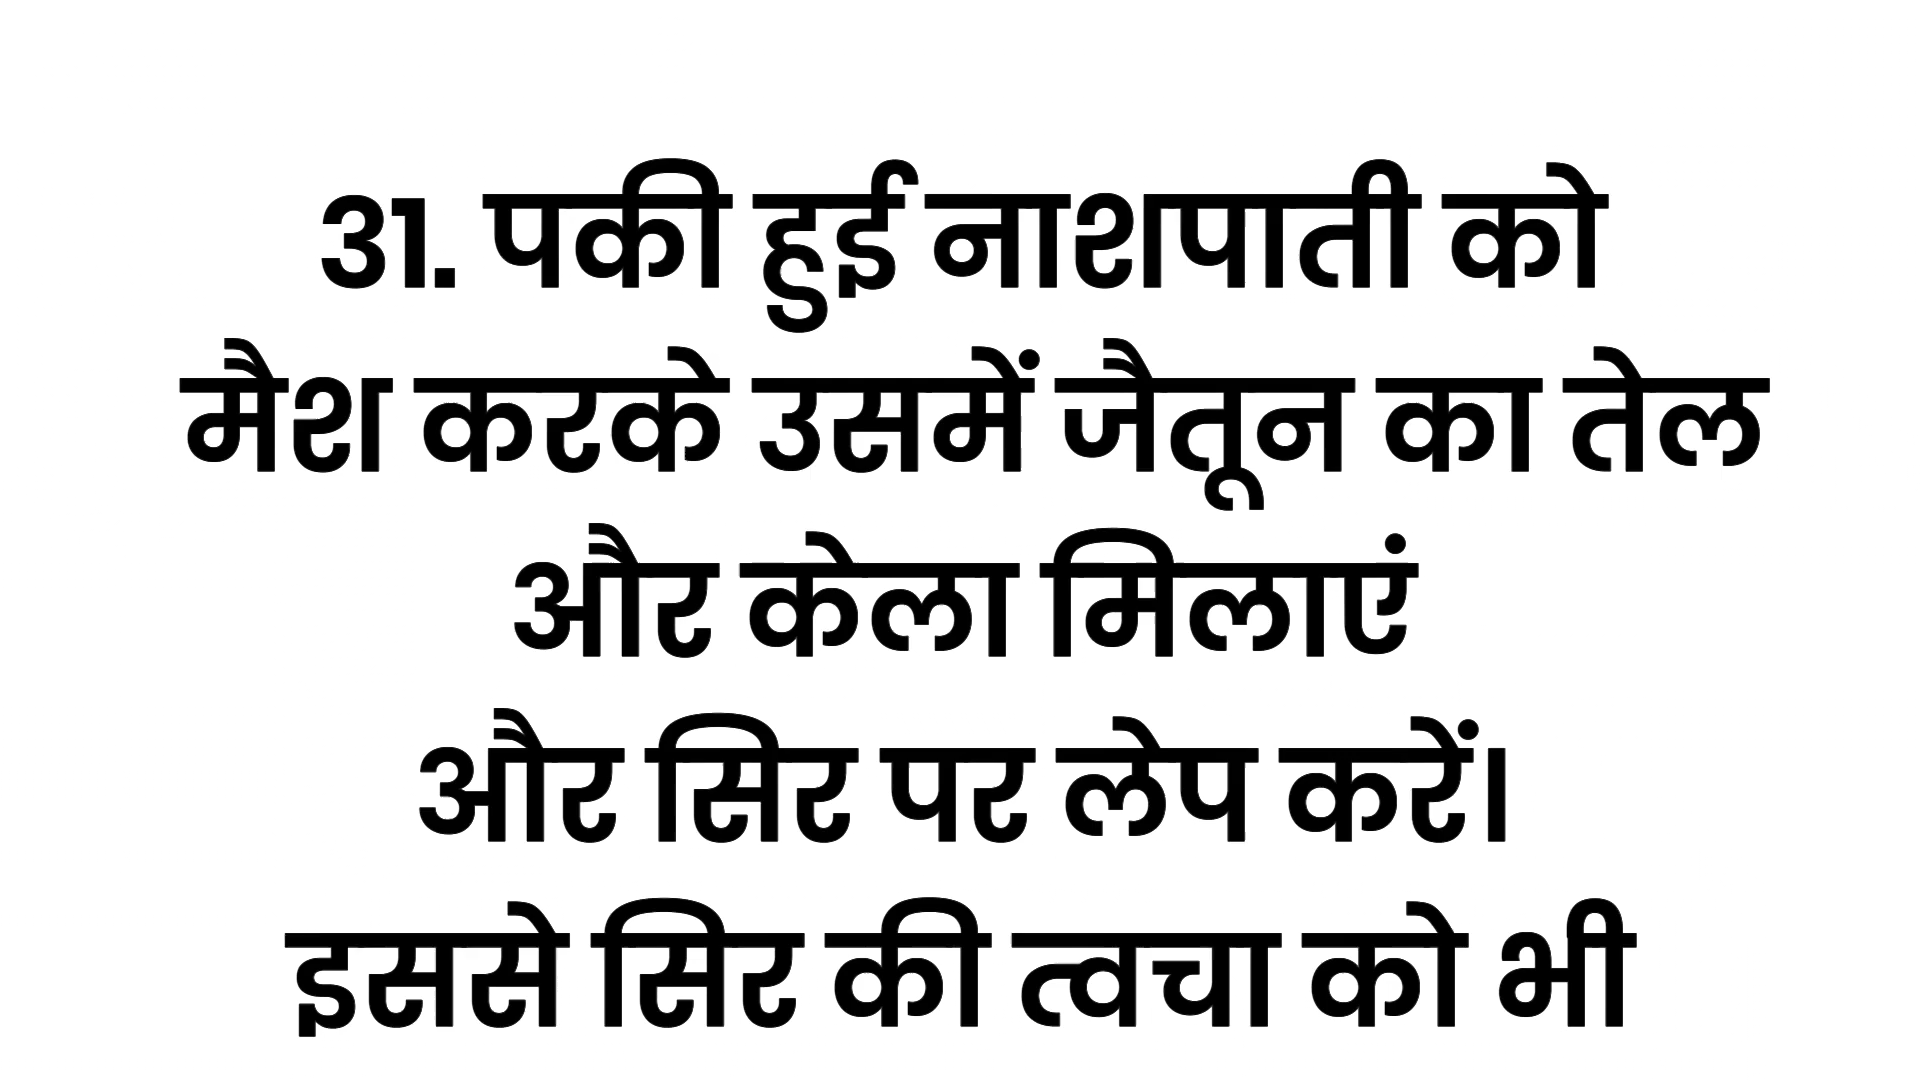 31. पकी हुई नाशपाती को
मैश करके उसमें जैतून का तेल
और केला मिलाएं
और सिर पर लेप करें।
इससे सिर की त्वचा को भी